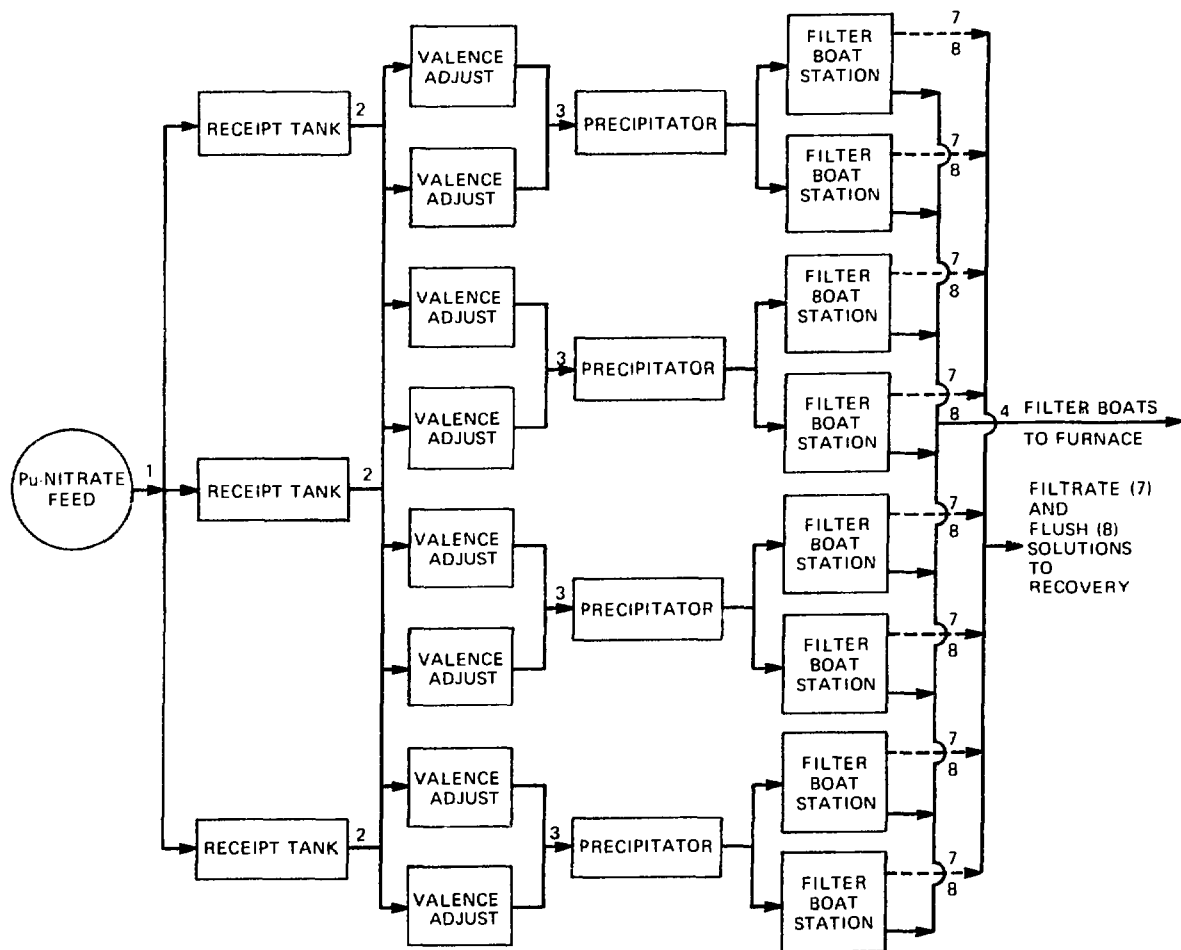 Pu-NITRATE
FEED
1
RECEIPT TANK
2
RECEIPT TANK
2
RECEIPT TANK
2
VALENCE
ADJUST
VALENCE
ADJUST
VALENCE
ADJUST
VALENCE
ADJUST
VALENCE
ADJUST
VALENCE
ADJUST
VALENCE
ADJUST
VALENCE
ADJUST
3
PRECIPITATOR
3
PRECIPITATOR
3
PRECIPITATOR
3
PRECIPITATOR
FILTER
BOAT
STATION
7
8
FILTER
BOAT
STATION
7
8
FILTER
BOAT
STATION
7
8
FILTER
BOAT
STATION
7
8
FILTER
BOAT
STATION
7
8
FILTER
BOAT
STATION
7
8
FILTER
BOAT
STATION
7
8
FILTER
BOAT
STATION
7
8
4
FILTER BOATS
TO FURNACE
FILTRATE (7)
AND
FLUSH (8)
SOLUTIONS
TO
RECOVERY